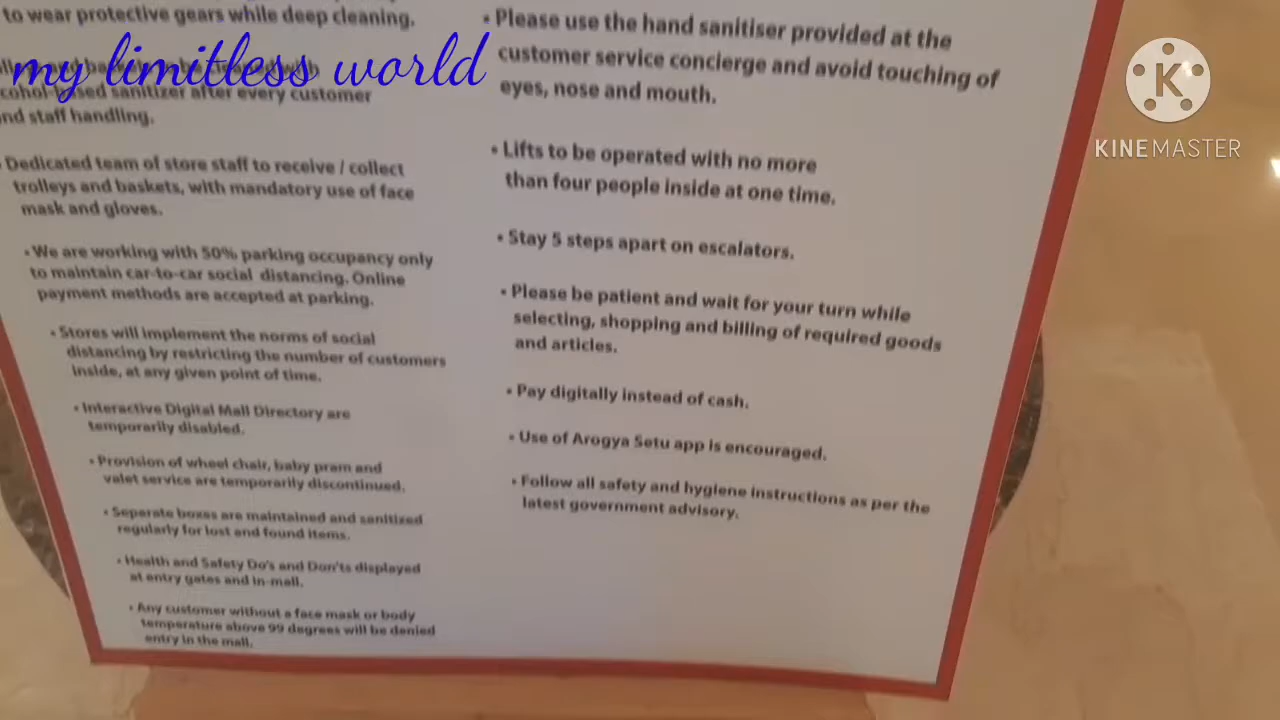 my limitless world
KINEMASTER
to wear protective gears while deep cleaning.
sanitizer after every customer
and staff handling.
Dedicated team of store staff to receive / collect
trolleys and baskets, with mandatory use of face
mask and gloves.
• We are working with 50% parking occupancy only
to maintain car-to-car social distancing. Online
payment methods are accepted at parking.
• Stores will implement the norms of social
distancing by restricting the number of customers
inside, at any given point of time.
• Interactive Digital Mall Directory are
temporarily disabled.
• Provision of wheel chair, baby pram and
valet service are temporarily discontinued.
• Separate boxes are maintained and sanitized
regularly for lost and found items.
• Health and Safety Do's and Don'ts displayed
at entry gates and in-mall.
• Any customer without a face mask or body
temperature above 99 degrees will be denied
entry in the mall.
• Please use the hand sanitiser provided at the
customer service concierge and avoid touching of
eyes, nose and mouth.
• Lifts to be operated with no more
than four people inside at one time.
• Stay 5 steps apart on escalators.
• Please be patient and wait for your turn while
selecting, shopping and billing of required goods
and articles.
• Pay digitally instead of cash.
• Use of Arogya Setu app is encouraged.
• Follow all safety and hygiene instructions as per the
latest government advisory.